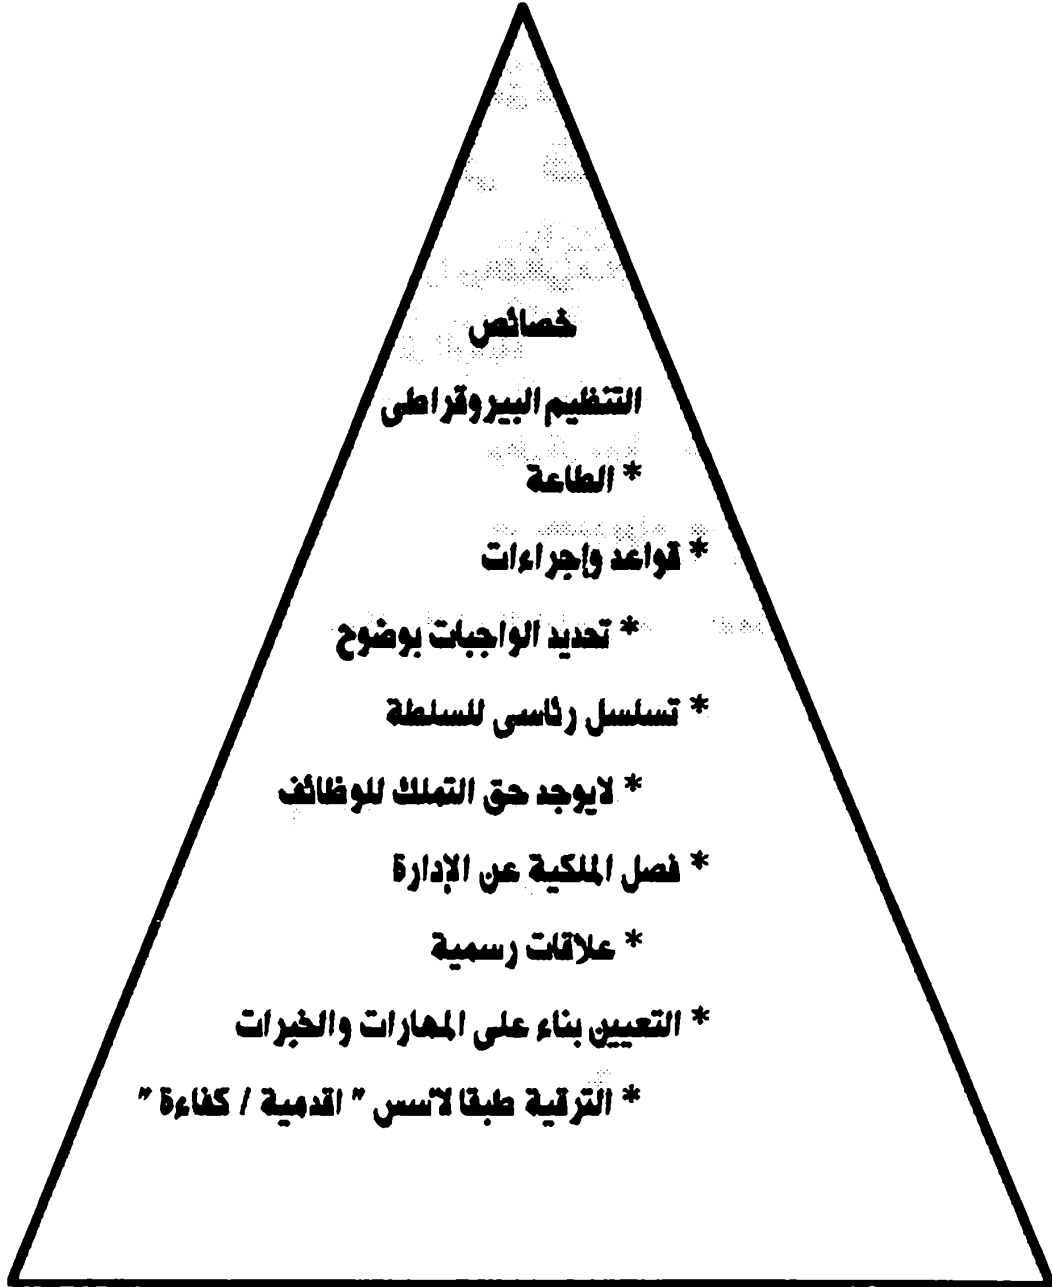 خصائص
التنظيم البيروقراطى
* الطاعة
* قواعد وإجراءات
* تحديد الواجبات بوضوح
* تسلسل رئاسى للسلطة
* لايوجد حق التملك للوظائف
* فصل الملكية عن الإدارة
* علاقات رسمية
* التعيين بناء على المهارات والخبرات
* الترقية طبقا لأسس " اقدمية / كفاءة "